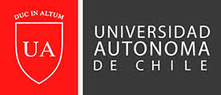 DUC IN ALTUM
UA
UNIVERSIDAD
AUTONOMA
DE CHILE